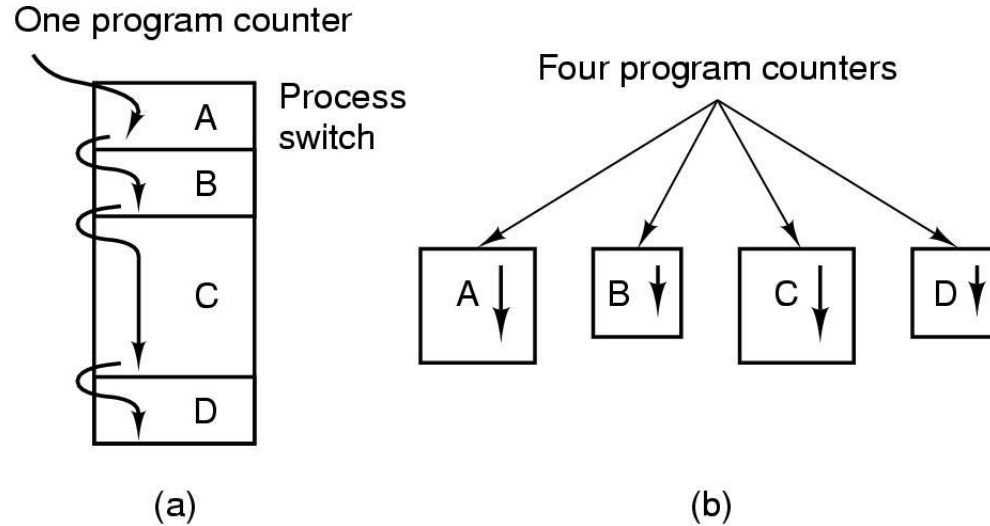 One program counter
Process
switch
A
B
C
D
(a)
Four program counters
A
B
C
D
(b)